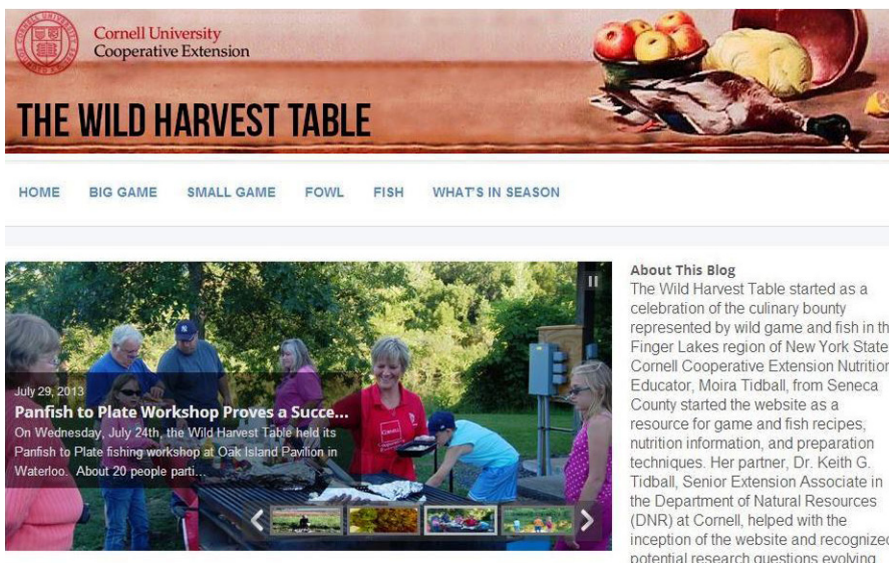 Cornell University
Cooperative Extension
THE WILD HARVEST TABLE
HOME BIG GAME SMALL GAME FOWL FISH WHAT'S IN SEASON
July 29, 2013
Panfish to Plate Workshop Proves a Succe...
On Wednesday, July 24th, the Wild Harvest Table held its
Panfish to Plate fishing workshop at Oak Island Pavilion in
Waterloo. About 20 people parti...
About This Blog
The Wild Harvest Table started as a
celebration of the culinary bounty
represented by wild game and fish in th
Finger Lakes region of New York State
Cornell Cooperative Extension Nutrition
Educator, Moira Tidball, from Seneca
County started the website as a
resource for game and fish recipes,
nutrition information, and preparation
techniques. Her partner, Dr. Keith G.
Tidball, Senior Extension Associate in
the Department of Natural Resources
(DNR) at Cornell, helped with the
inception of the website and recognized
potential research questions evolving